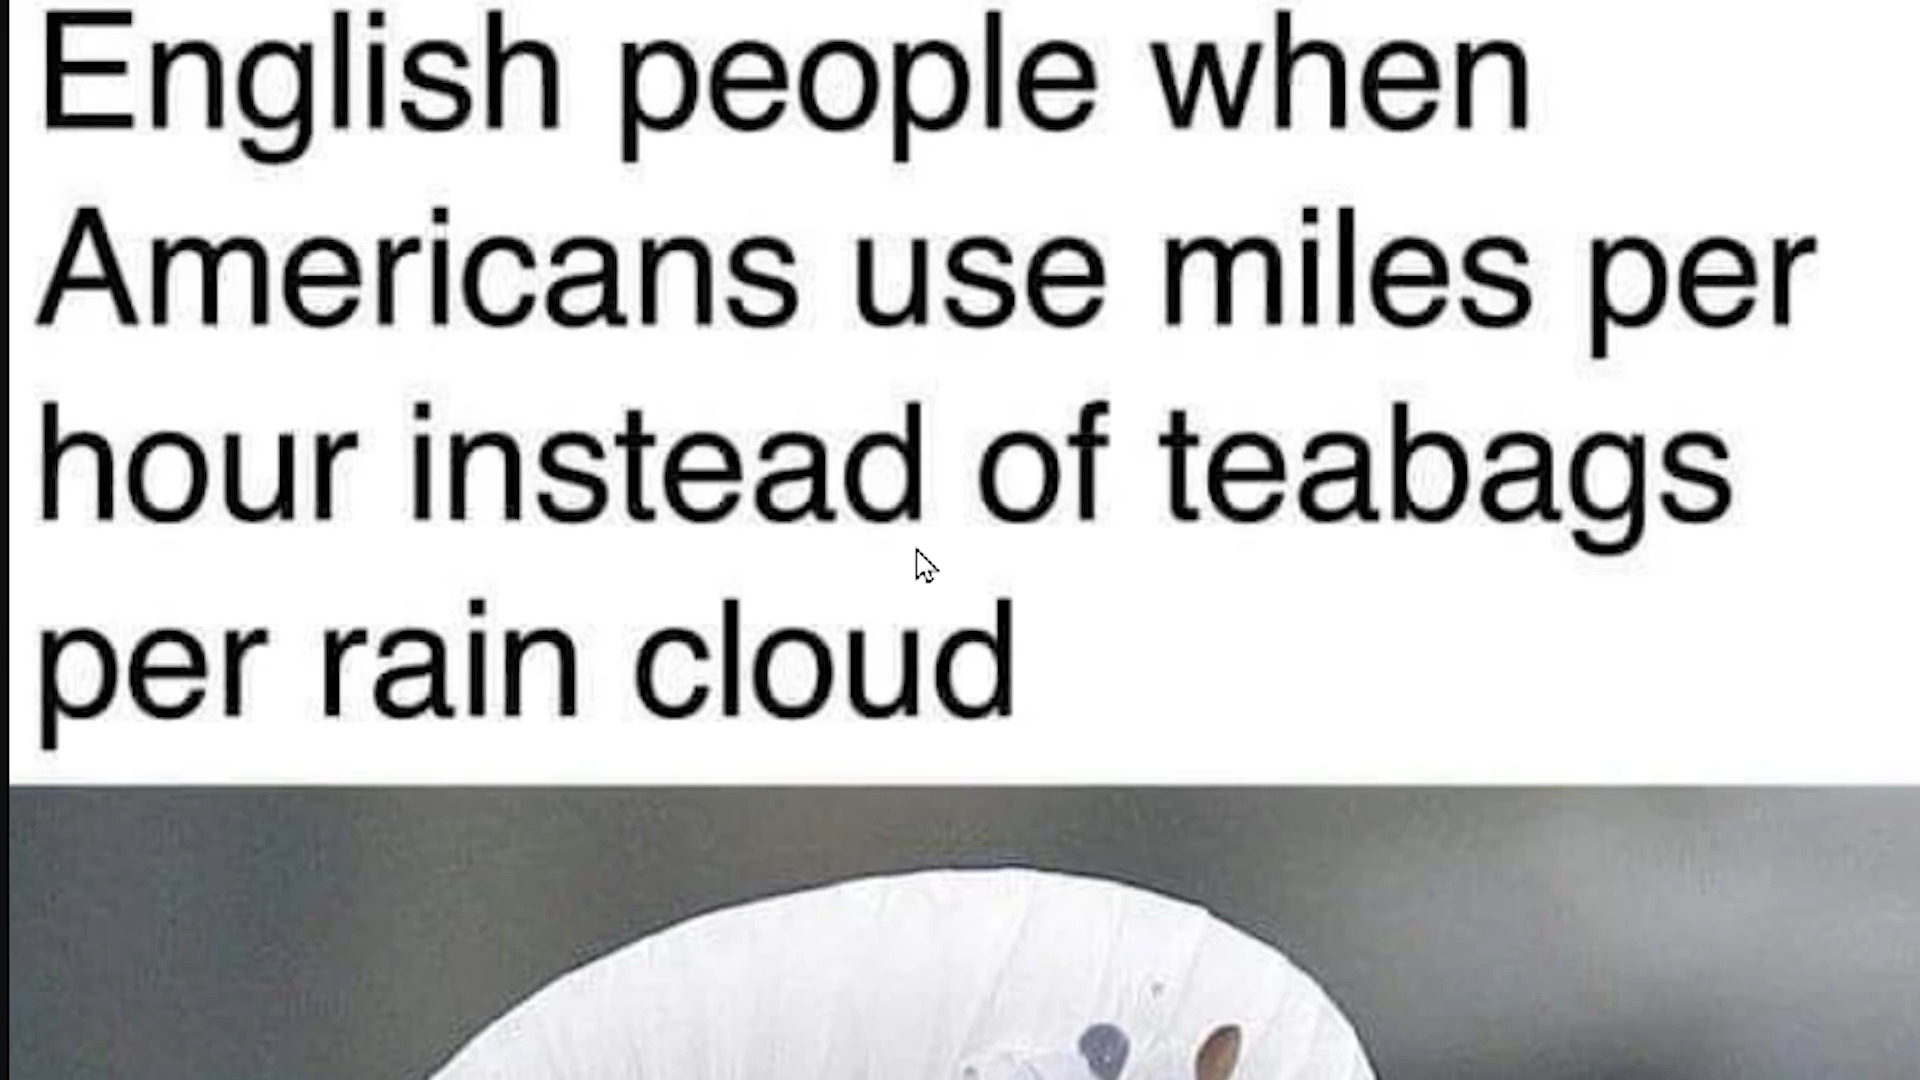 English people when
Americans use miles per
hour instead of teabags
per rain cloud